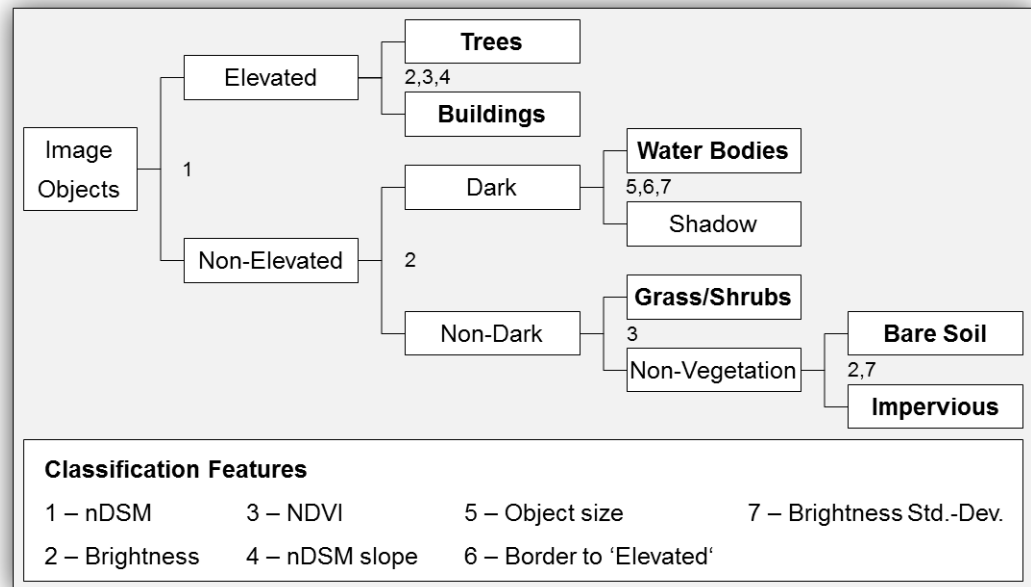 Trees
Elevated
2,3,4
Buildings
Image
Objects
1
Water Bodies
Dark
5,6,7
Shadow
Non-Elevated
2
Grass/Shrubs
Non-Dark
3
Non-Vegetation
Bare Soil
2,7
Impervious
Classification Features
1 – nDSM 3 – NDVI 5 – Object size 7 – Brightness Std.-Dev.
2 – Brightness 4 – nDSM slope 6 – Border to ‘Elevated‘